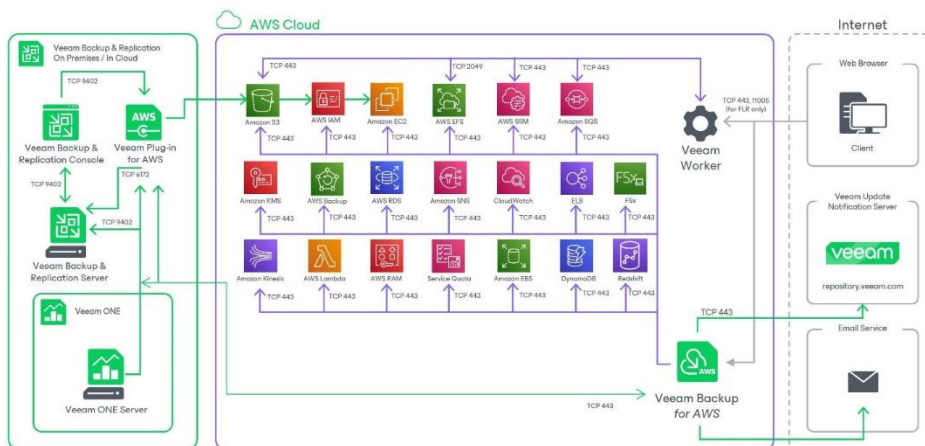 AWS Cloud
Internet
Veeam Backup & Replication
On Premises / In Cloud
TCP 9402
AWS
Veeam Backup &
Replication Console
Veeam Plug-in
for AWS
TCP 9402
TCP 6172
TCP 9402
Veeam Backup &
Replication Server
Veeam ONE
Veeam ONE Server
TCP 443
TCP 2049
TCP 443
TCP 443
Amazon S3
AWS IAM
Amazon EC2
AWS EFS
AWS SSM
Amazon SQS
TCP 443
TCP 443
TCP 443
TCP 443
TCP 443
TCP 443
Veeam
Worker
TCP 443, 11005
(for FLR only)
FSx
Amazon KMS
AWS Backup
AWS RDS
Amazon SNS
CloudWatch
ELB
FSx
TCP 443
TCP 443
TCP 443
TCP 443
TCP 443
TCP 443
TCP 443
Amazon Kinesis
AWS Lambda
AWS RAM
Service Quota
Amazon EBS
DynamoDB
Redshift
TCP 443
TCP 443
TCP 443
TCP 443
TCP 443
TCP 443
TCP 443
TCP 443
AWS
Veeam Backup
for AWS
TCP 443
Web Browser
Client
Veeam Update
Notification Server
veeam
repository.veeam.com
Email Service